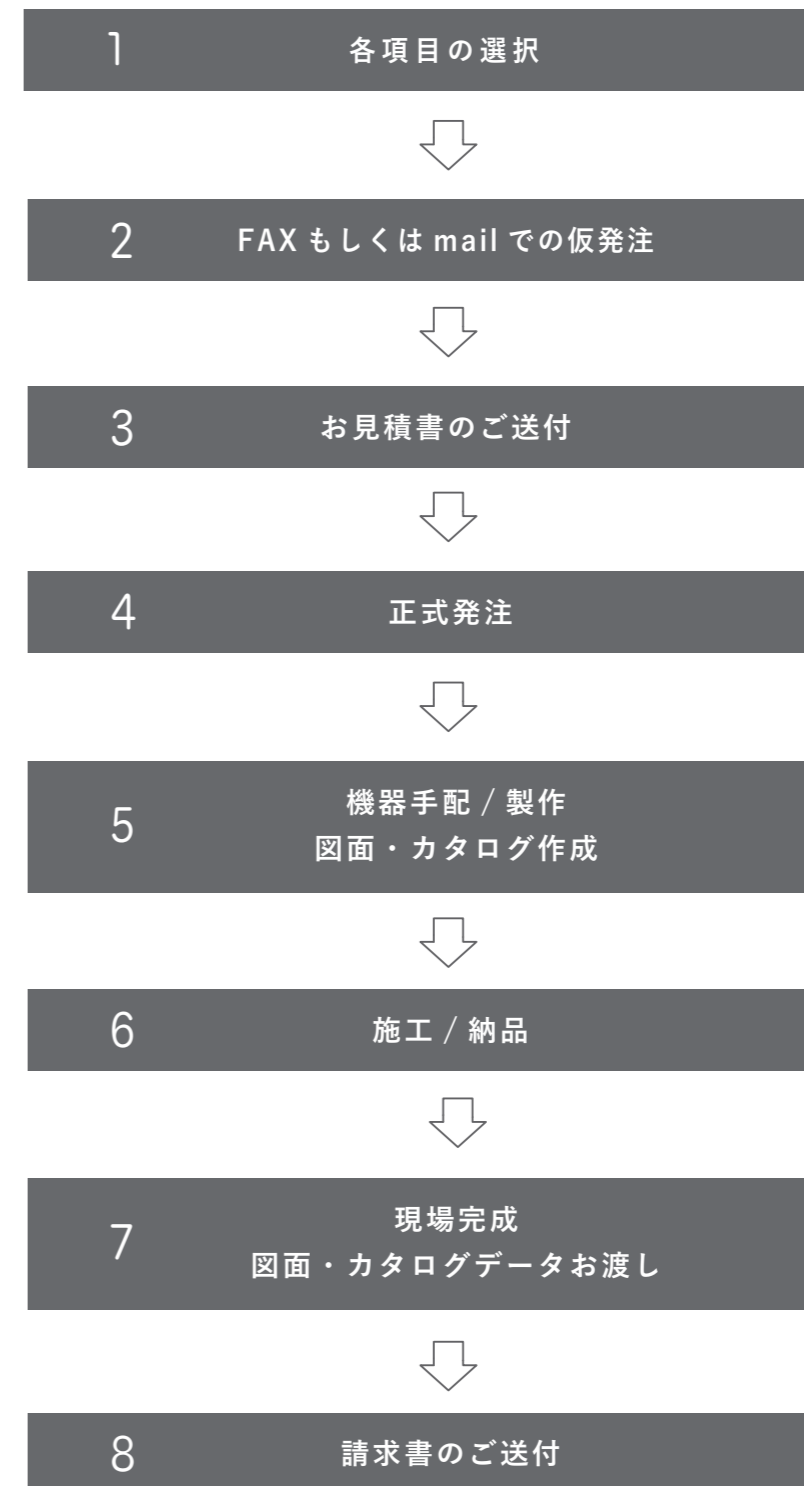 1 各項目の選択
2 FAX もしくは mail での仮発注
3 お見積書のご送付
4 正式発注
5 機器手配 / 製作
図面・カタログ作成
6 施工 / 納品
7 現場完成
図面・カタログデータお渡し
8 請求書のご送付